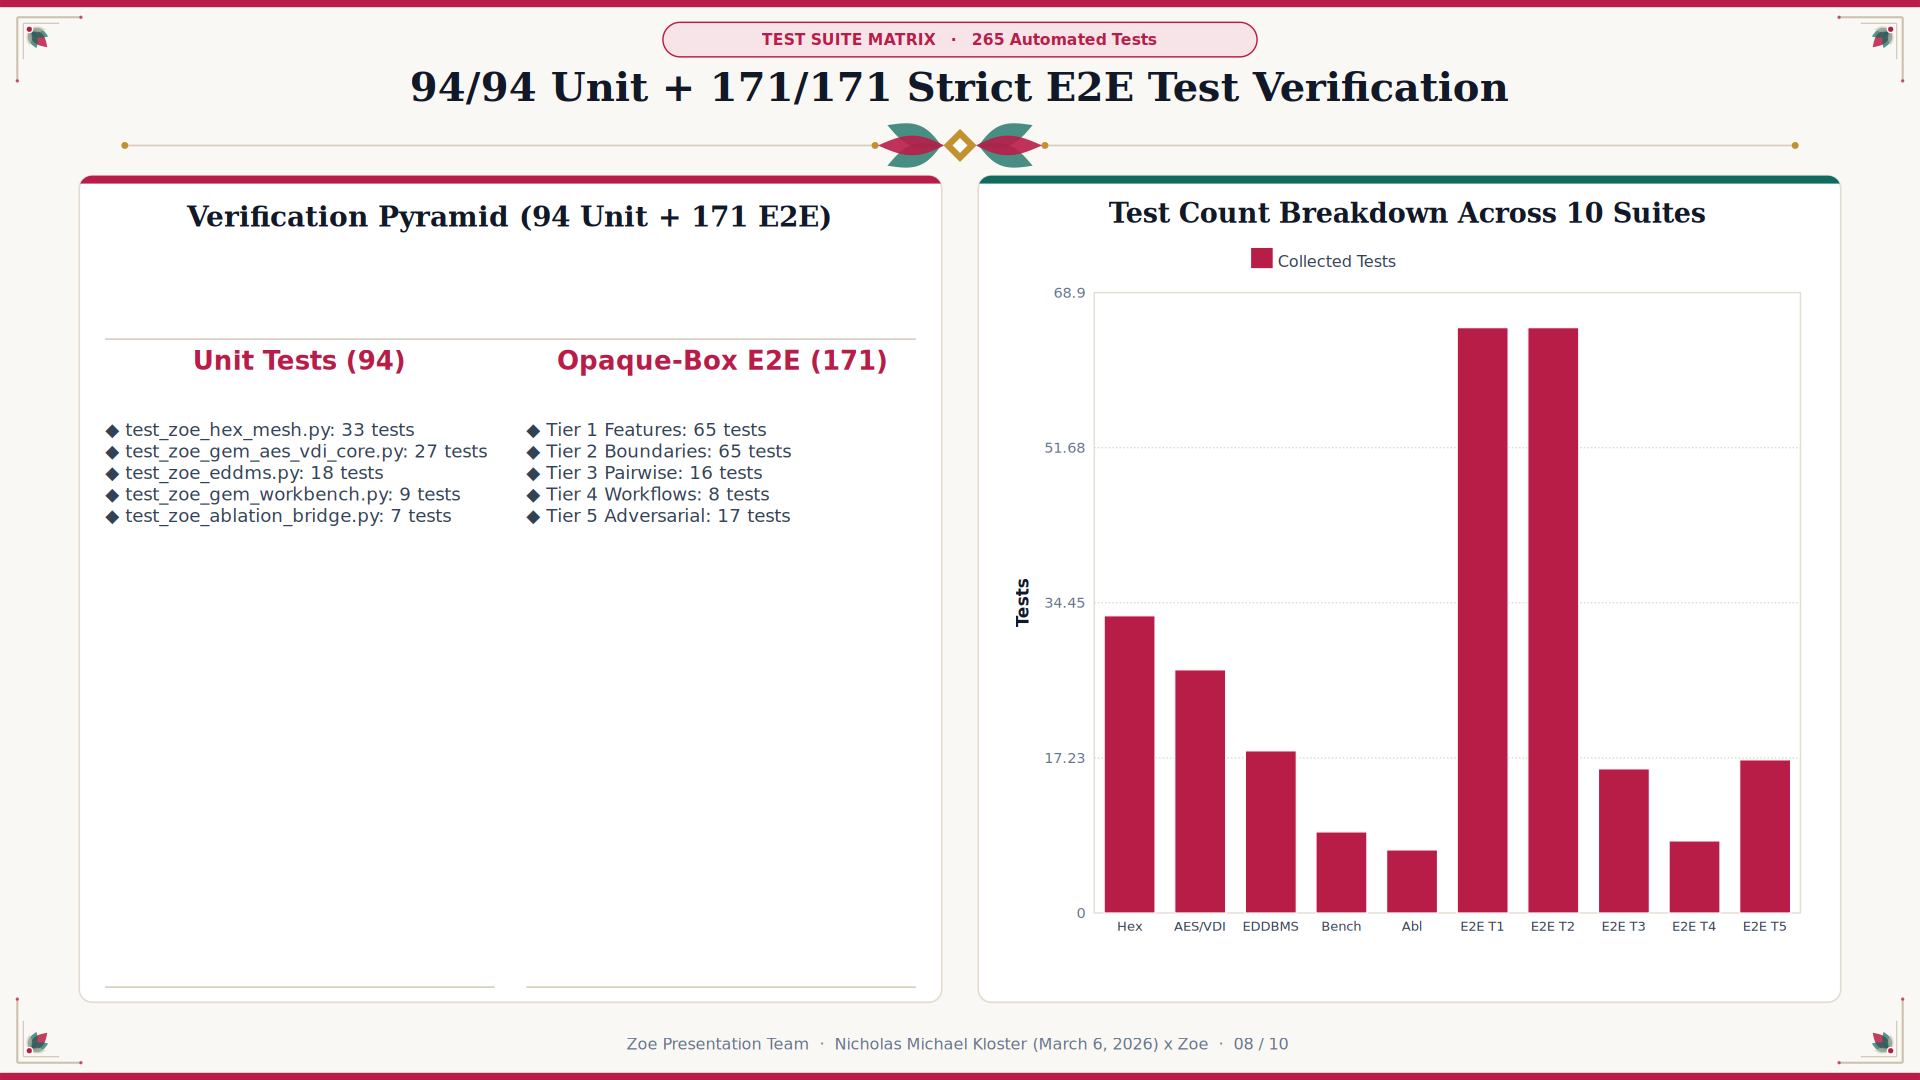 TEST SUITE MATRIX · 265 Automated Tests
94/94 Unit + 171/171 Strict E2E Test Verification
Verification Pyramid (94 Unit + 171 E2E)
Unit Tests (94)
◆ test_zoe_hex_mesh.py: 33 tests
◆ test_zoe_gem_aes_vdi_core.py: 27 tests
◆ test_zoe_eddms.py: 18 tests
◆ test_zoe_gem_workbench.py: 9 tests
◆ test_zoe_ablation_bridge.py: 7 tests
Opaque-Box E2E (171)
◆ Tier 1 Features: 65 tests
◆ Tier 2 Boundaries: 65 tests
◆ Tier 3 Pairwise: 16 tests
◆ Tier 4 Workflows: 8 tests
◆ Tier 5 Adversarial: 17 tests
Test Count Breakdown Across 10 Suites
Collected Tests
68.9
51.68
34.45
17.23
0
Tests
Hex AES/VDI EDDBMS Bench Abl E2E T1 E2E T2 E2E T3 E2E T4 E2E T5
Zoe Presentation Team · Nicholas Michael Kloster (March 6, 2026) x Zoe · 08 / 10